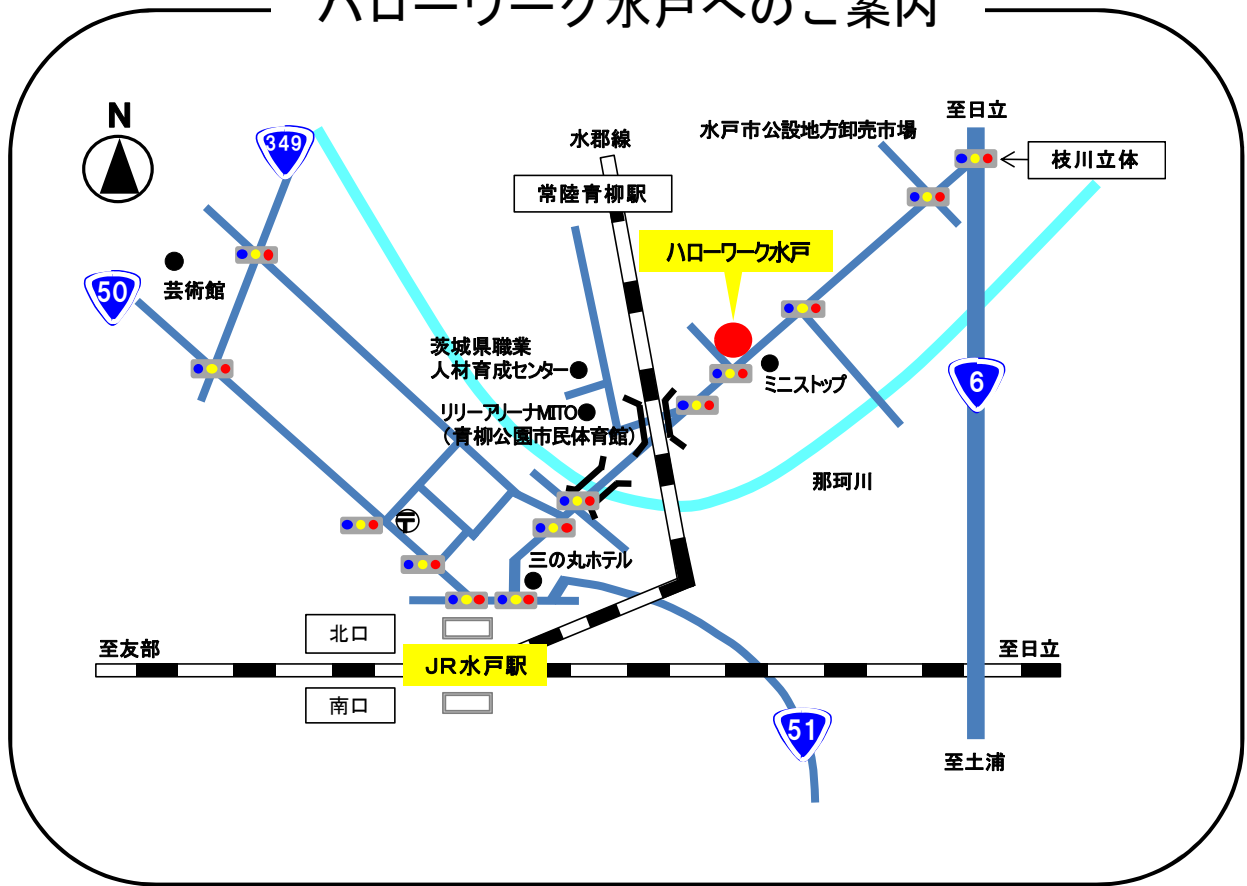 ハローワーク水戸へのご案内
N
349
水郡線
水戸市公設地方卸売市場
至日立
枝川立体
常陸青柳駅
ハローワーク水戸
芸術館
50
茨城県職業
人材育成センター
ミニストップ
6
リリーアリーナMITO
(青柳公園市民体育館)
那珂川
〒
三の丸ホテル
北口
至友部
JR水戸駅
至日立
南口
51
至土浦